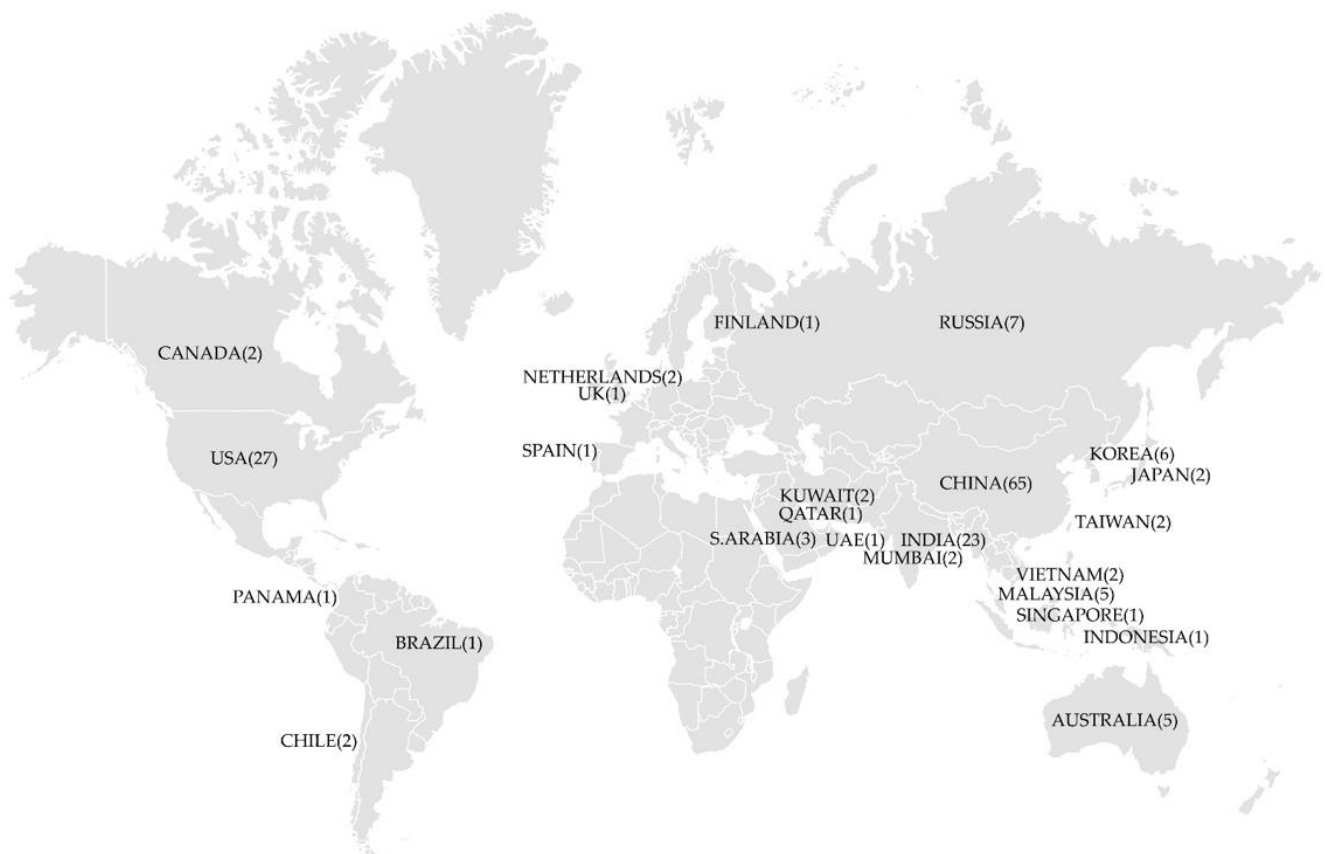 FINLAND(1)
RUSSIA(7)
CANADA(2)
NETHERLANDS(2)
UK(1)
SPAIN(1)
USA(27)
KOREA(6)
JAPAN(2)
CHINA(65)
KUWAIT(2)
QATAR(1)
TAIWAN(2)
S.ARABIA(3)
UAE(1)
INDIA(23)
MUMBAI(2)
VIETNAM(2)
MALAYSIA(5)
PANAMA(1)
SINGAPORE(1)
INDONESIA(1)
BRAZIL(1)
AUSTRALIA(5)
CHILE(2)